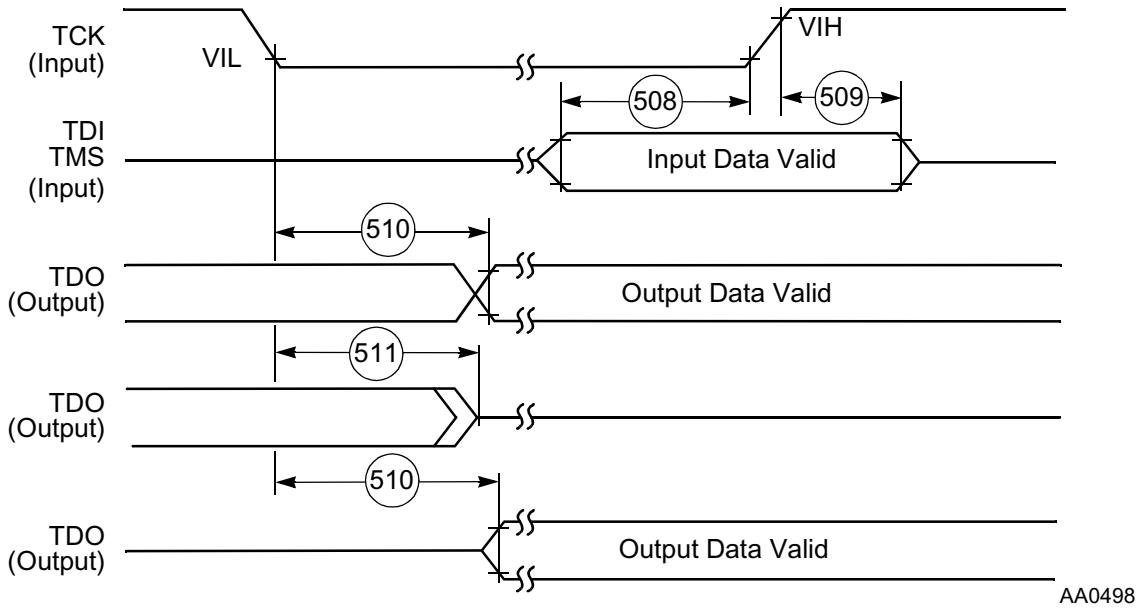 TCK
(Input)
VIL
VIH
508
509
TDI
TMS
(Input)
Input Data Valid
510
TDO
(Output)
Output Data Valid
511
TDO
(Output)
510
TDO
(Output)
Output Data Valid
AA0498